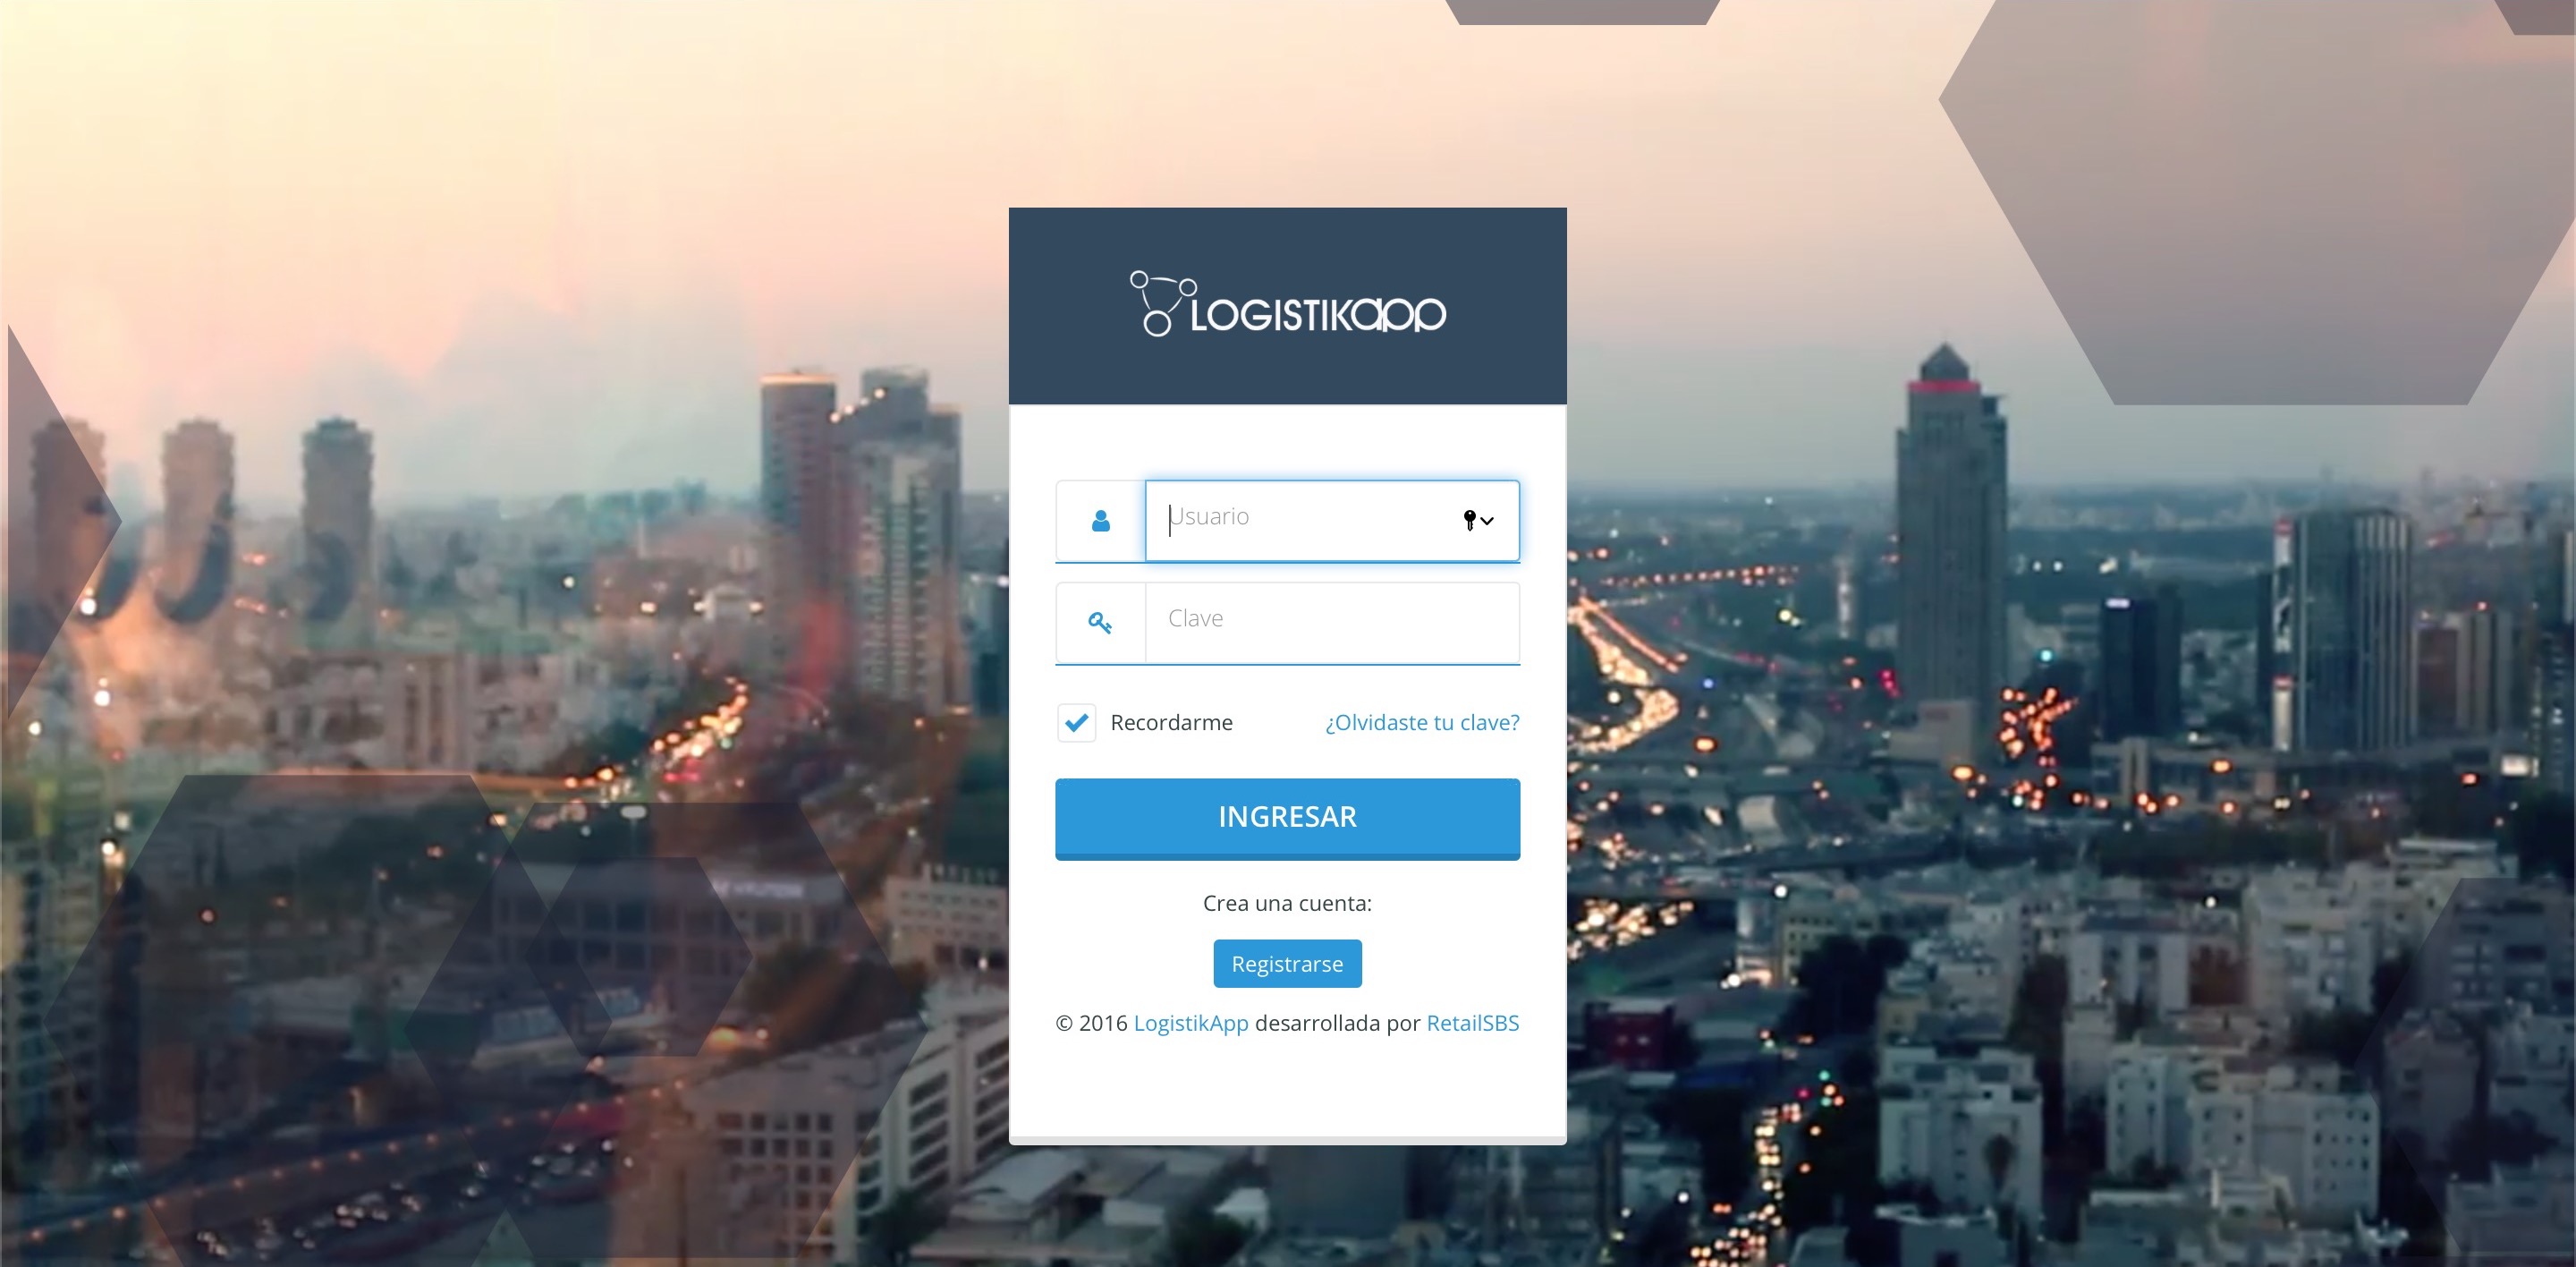 LOGISTIKapp
Usuario
Clave
Recordarme
¿Olvidaste tu clave?
INGRESAR
Crea una cuenta:
Registrarse
© 2016 LogistikApp desarrollada por RetailSBS